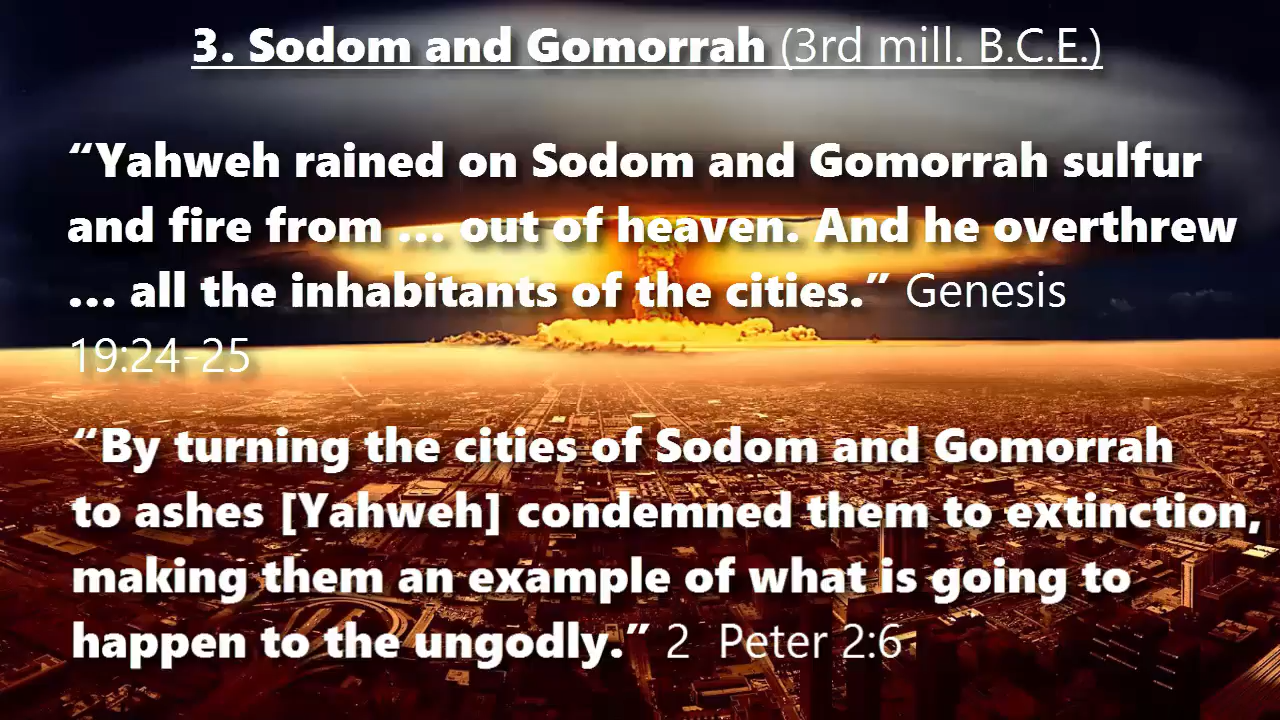 3. Sodom and Gomorrah (3rd mill. B.C.E.)
“Yahweh rained on Sodom and Gomorrah sulfur
and fire from ... out of heaven. And he overthrew
... all the inhabitants of the cities.” Genesis
19:24-25
“By turning the cities of Sodom and Gomorrah
to ashes [Yahweh] condemned them to extinction,
making them an example of what is going to
happen to the ungodly.” 2 Peter 2:6